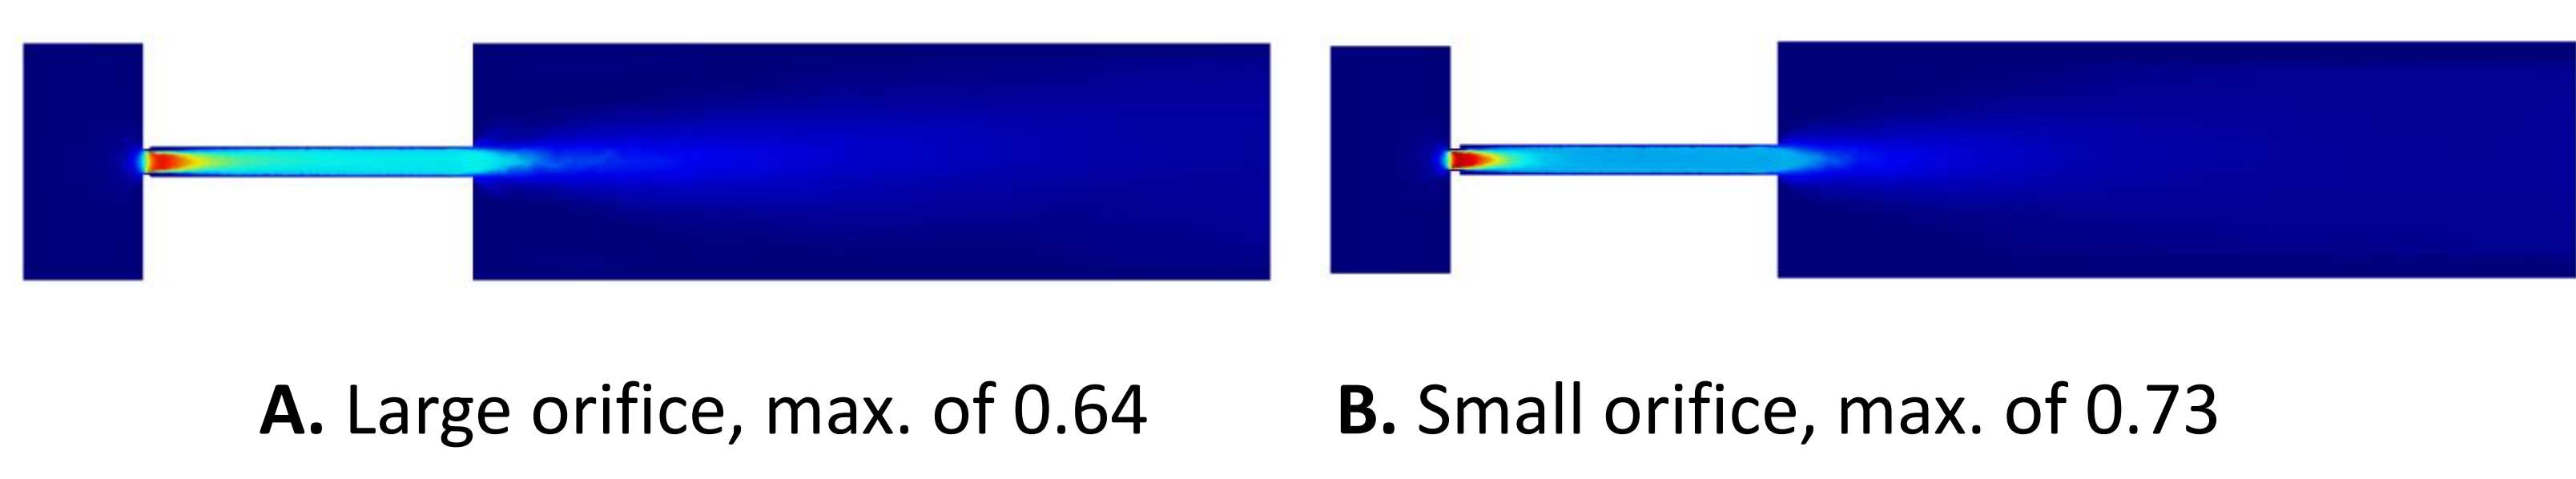 A. Large orifice, max. of 0.64
B. Small orifice, max. of 0.73